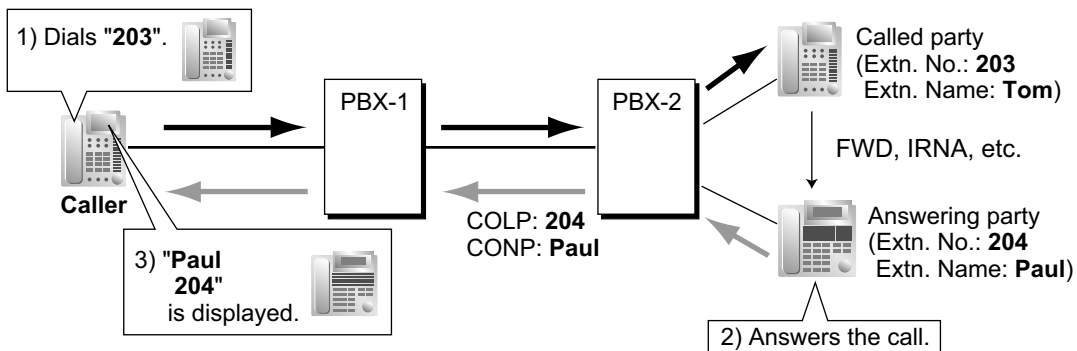 1) Dials "203".
Caller
PBX-1
PBX-2
Called party
(Extn. No.: 203
Extn. Name: Tom)
FWD, IRNA, etc.
COLP: 204
CONP: Paul
Answering party
(Extn. No.: 204
Extn. Name: Paul)
3) "Paul
204"
is displayed.
2) Answers the call.